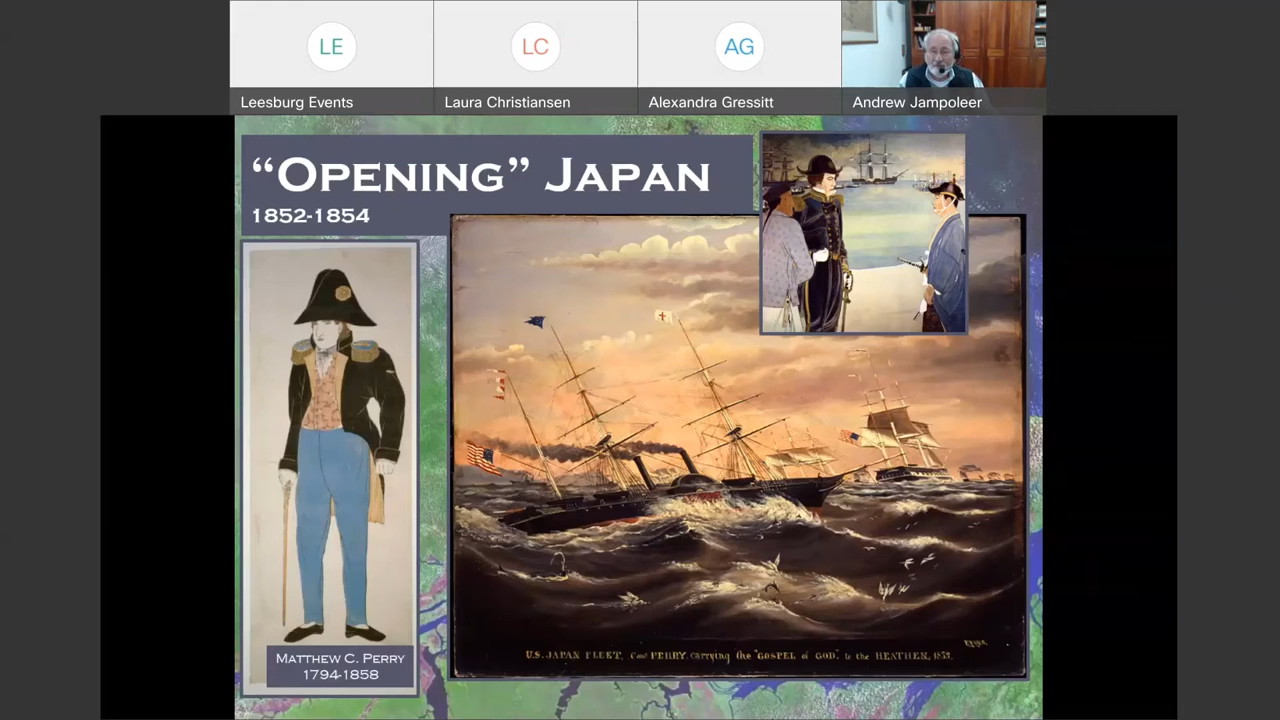 LE
LC
AG
Leesburg Events
Laura Christiansen
Alexandra Gressitt
Andrew Jampoleer
“OPENING” JAPAN
1852-1854
MATTHEW C. PERRY
1794-1858
U.S. JAPAN FLEET, Com PERRY. carrying the "GOSPEL of GOD" to the HEATHEN, 1853.